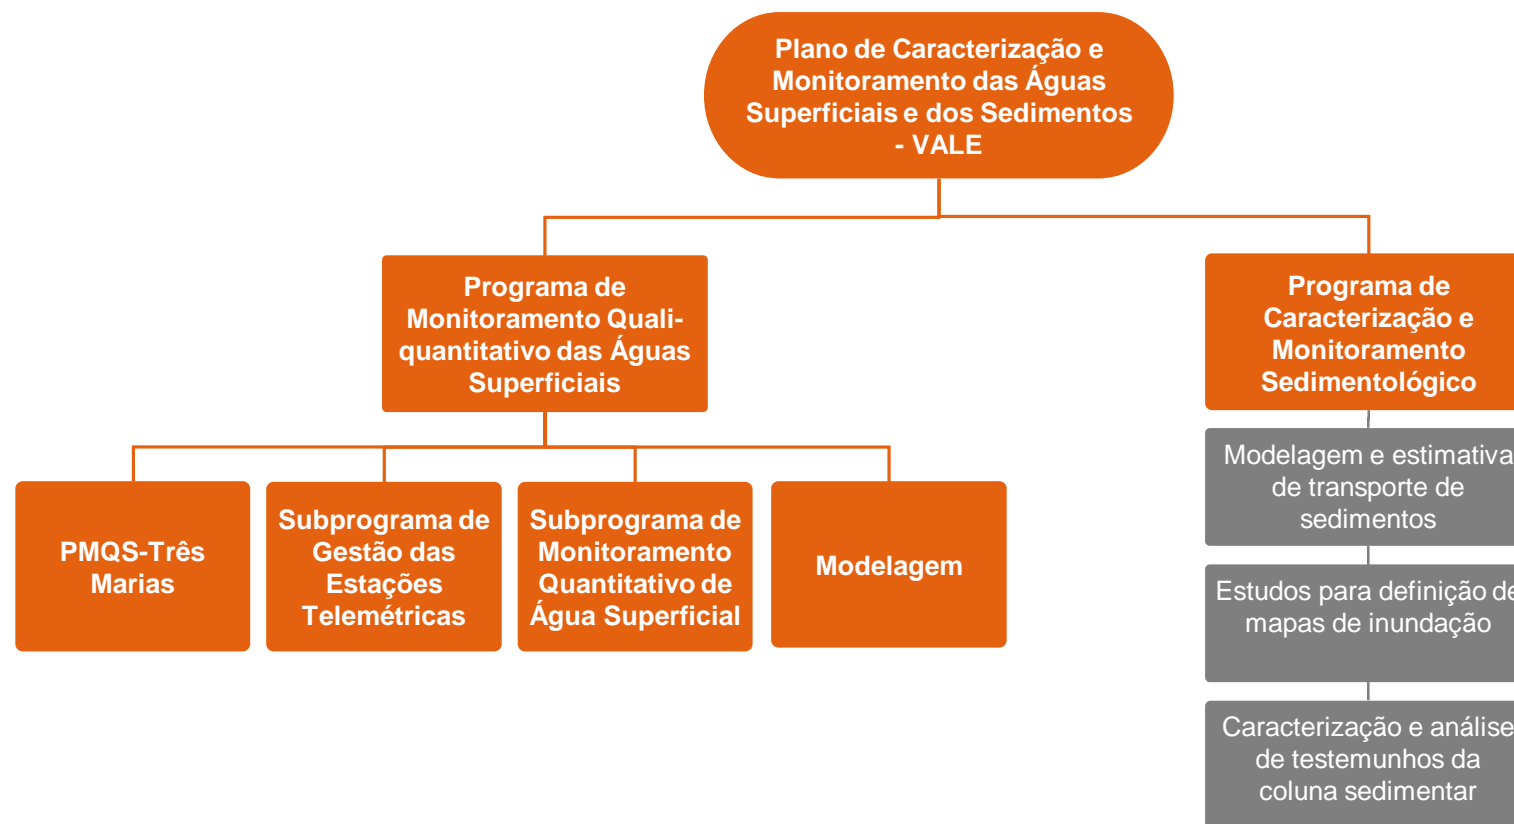 Plano de Caracterização e
Monitoramento das Águas
Superficiais e dos Sedimentos
- VALE
Programa de
Monitoramento Quali-
quantitativo das Águas
Superficiais
Programa de
Caracterização e
Monitoramento
Sedimentológico
PMQS-Três
Marias
Subprograma de
Gestão das
Estações
Telemétricas
Subprograma de
Monitoramento
Quantitativo de
Água Superficial
Modelagem
Modelagem e estimativa
de transporte de
sedimentos
Estudos para definição de
mapas de inundação
Caracterização e análise
de testemunhos da
coluna sedimentar